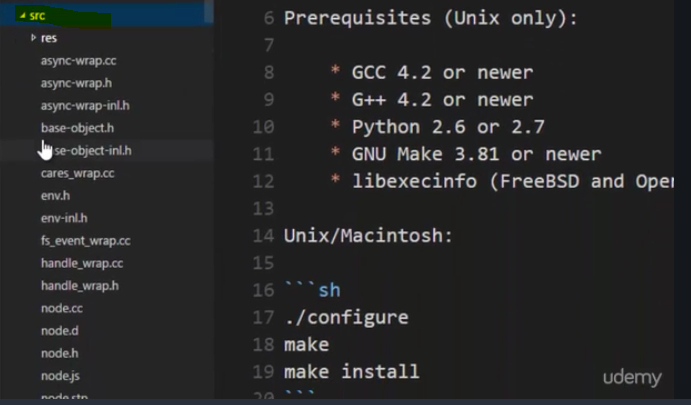 src
res
async-wrap.cc
async-wrap.h
async-wrap-inl.h
base-object.h
se-object-inl.h
cares_wrap.cc
env.h
env-inl.h
fs_event_wrap.cc
handle_wrap.cc
handle_wrap.h
node.cc
node.d
node.h
node.js
node.stp
6 Prerequisites (Unix only):
7
8 * GCC 4.2 or newer
9 * G++ 4.2 or newer
10 * Python 2.6 or 2.7
11 * GNU Make 3.81 or newer
12 * libexecinfo (FreeBSD and Open
13
14 Unix/Macintosh:
15
16 ```sh
17 ./configure
18 make
19 make install
20 ```
udemy